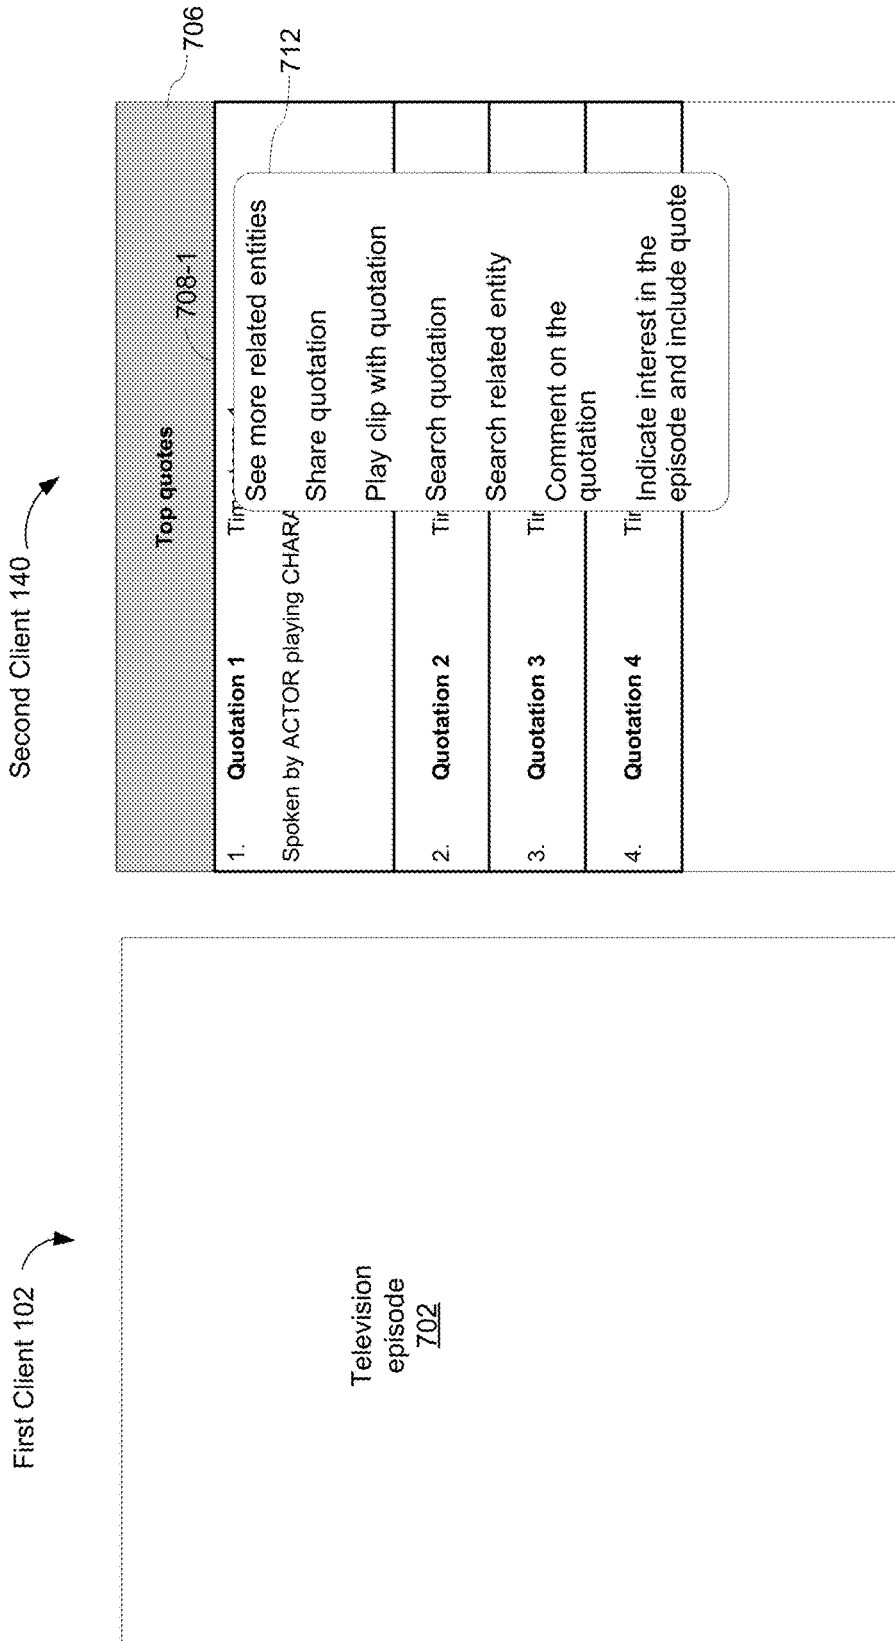 First Client 102
Television
episode
702
Second Client 140
706
Top quotes
708-1
712
1. Quotation 1
Spoken by ACTOR playing
2. Quotation 2
3. Quotation 3
4. Quotation 4
See more related entities
Share quotation
Play clip with quotation
Search quotation
Search related entity
Comment on the
quotation
Indicate interest in the
episode and include quote